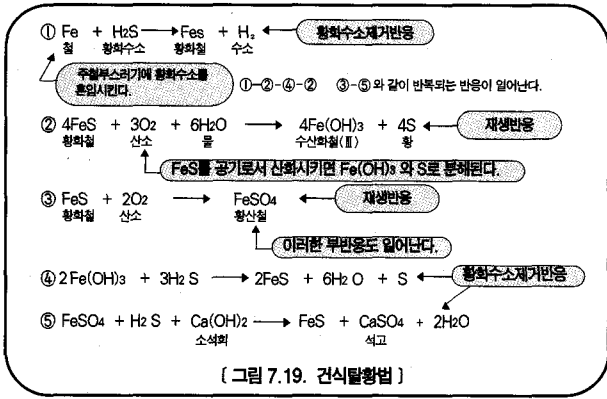 ① Fe + H2S → Fes + H2 ← 황화수소제거반응
철 황화수소 황화철 수소
주철부스러기에 황화수소를
혼입시킨다.
①-②-④-② ③-⑤와 같이 반복되는 반응이 일어난다.
② 4FeS + 3O2 + 6H2O → 4Fe(OH)3 + 4S ← 재생반응
황화철 산소 물 수산화철(Ⅲ) 황
FeS를 공기로서 산화시키면 Fe(OH)3 와 S로 분해된다.
③ FeS + 2O2 → FeSO4 ← 재생반응
황화철 산소 황산철
이러한 부반응도 일어난다.
④ 2Fe(OH)3 + 3H2S → 2FeS + 6H2O + S ← 황화수소제거반응
⑤ FeSO4 + H2S + Ca(OH)2 → FeS + CaSO4 + 2H2O
소석회 석고
〔그림 7.19. 건식탈황법〕